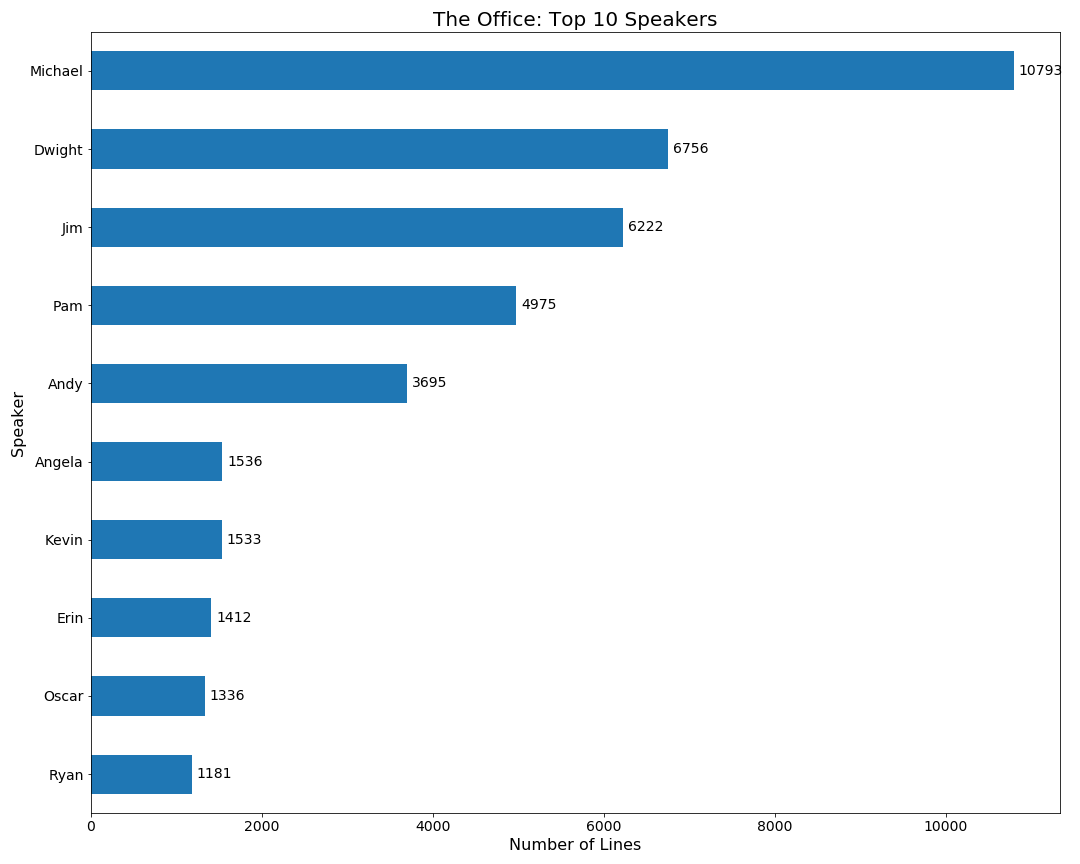 The Office: Top 10 Speakers
Michael 10793
Dwight 6756
Jim 6222
Pam 4975
Andy 3695
Angela 1536
Kevin 1533
Erin 1412
Oscar 1336
Ryan 1181
Speaker
0 2000 4000 6000 8000 10000
Number of Lines